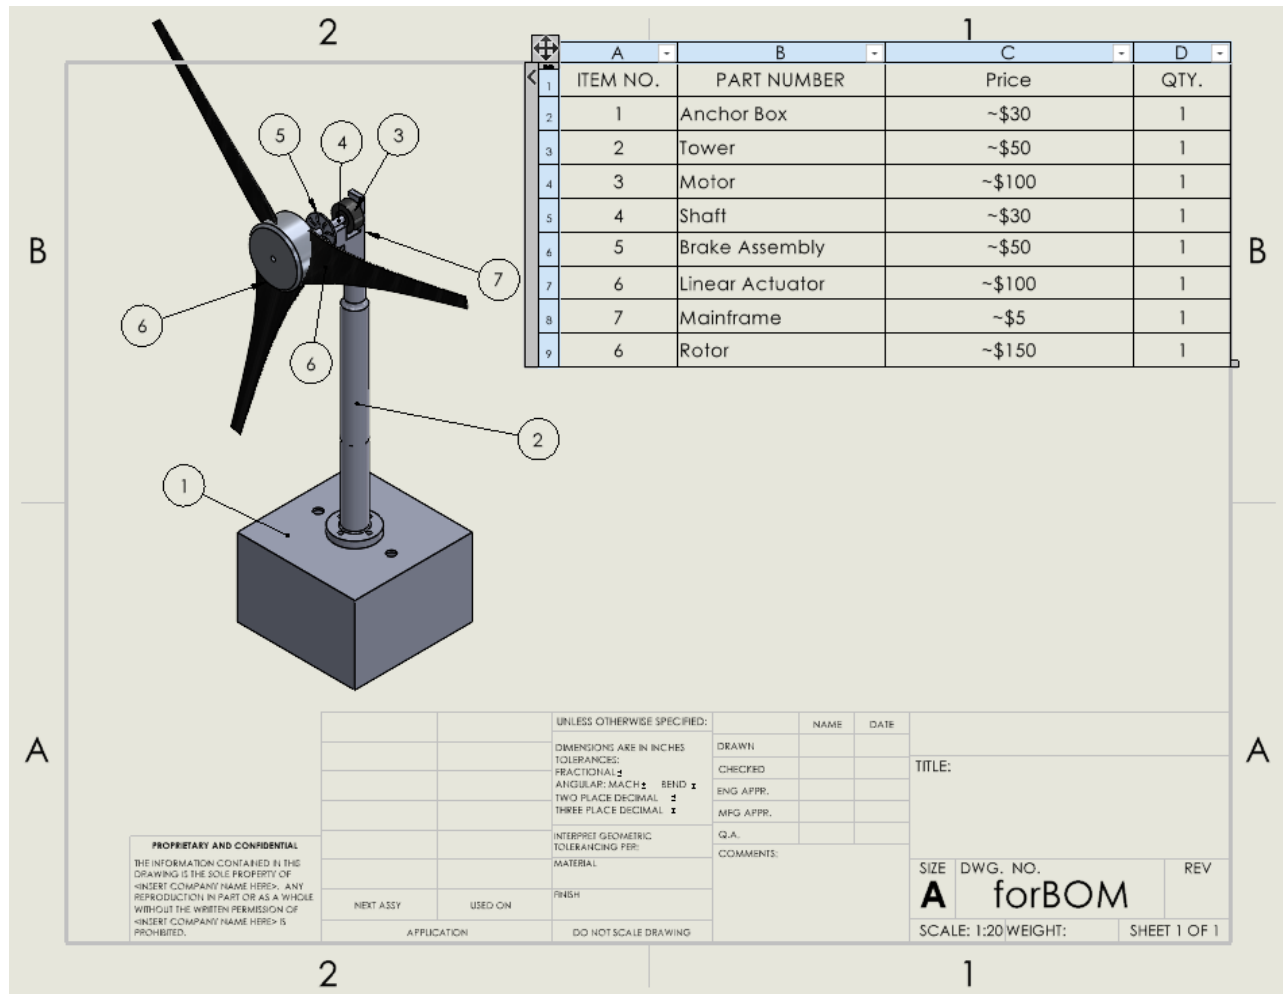 2 1
A B C D
1 ITEM NO. PART NUMBER Price QTY.
2 1 Anchor Box ~$30 1
3 2 Tower ~$50 1
4 3 Motor ~$100 1
5 4 Shaft ~$30 1
6 5 Brake Assembly ~$50 1
7 6 Linear Actuator ~$100 1
8 7 Mainframe ~$5 1
9 6 Rotor ~$150 1
5
4
3
7
6
6
2
1
B B
A A
UNLESS OTHERWISE SPECIFIED:
DIMENSIONS ARE IN INCHES
TOLERANCES:
FRACTIONAL±
ANGULAR: MACH± BEND ±
TWO PLACE DECIMAL ±
THREE PLACE DECIMAL ±
INTERPRET GEOMETRIC
TOLERANCING PER:
MATERIAL
FINISH
DO NOT SCALE DRAWING
NAME DATE
DRAWN
CHECKED
ENG APPR.
MFG APPR.
Q.A.
COMMENTS:
TITLE:
SIZE DWG. NO. REV
A forBOM
SCALE: 1:20 WEIGHT: SHEET 1 OF 1
PROPRIETARY AND CONFIDENTIAL
THE INFORMATION CONTAINED IN THIS
DRAWING IS THE SOLE PROPERTY OF
<INSERT COMPANY NAME HERE>. ANY
REPRODUCTION IN PART OR AS A WHOLE
WITHOUT THE WRITTEN PERMISSION OF
<INSERT COMPANY NAME HERE> IS
PROHIBITED.
NEXT ASSY USED ON
APPLICATION
2 1